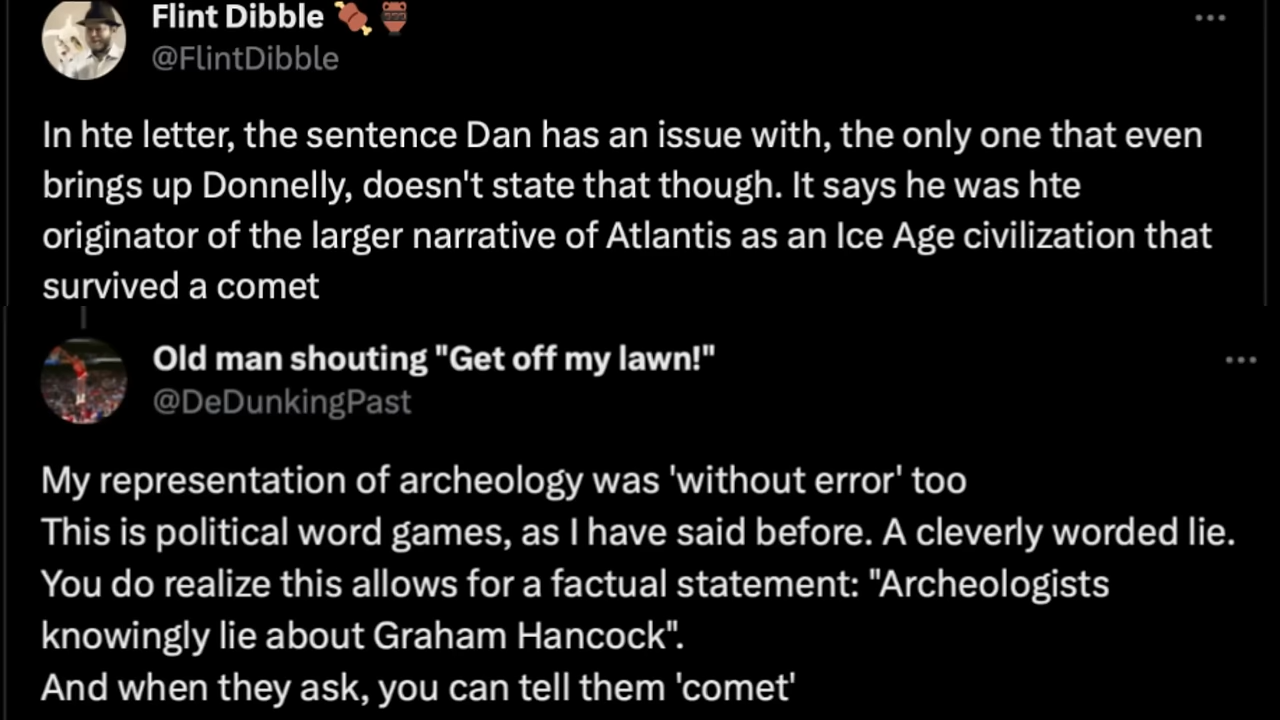 Flint Dibble 🍖🏺
@FlintDibble
In hte letter, the sentence Dan has an issue with, the only one that even
brings up Donnelly, doesn't state that though. It says he was hte
originator of the larger narrative of Atlantis as an Ice Age civilization that
survived a comet
Old man shouting "Get off my lawn!"
@DeDunkingPast
My representation of archeology was 'without error' too
This is political word games, as I have said before. A cleverly worded lie.
You do realize this allows for a factual statement: "Archeologists
knowingly lie about Graham Hancock".
And when they ask, you can tell them 'comet'